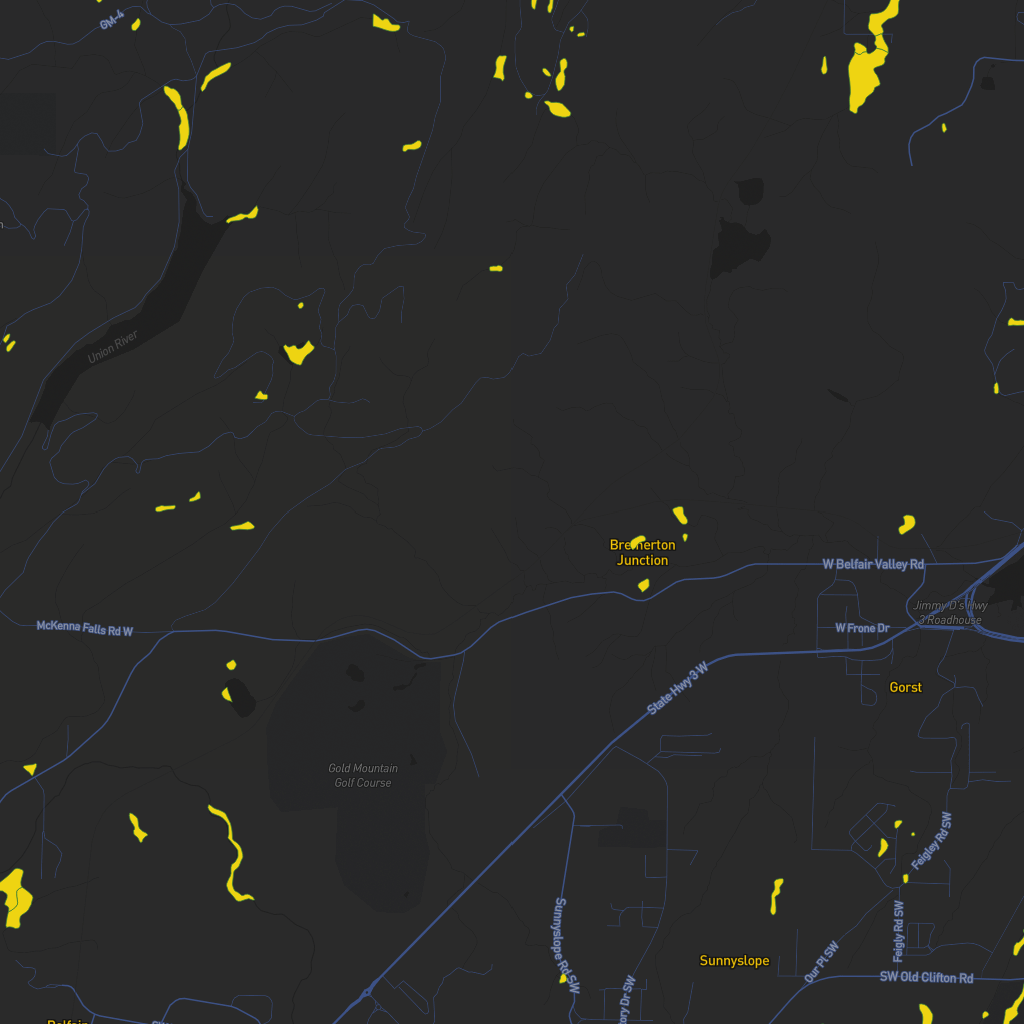 GM-4
Union River
Bremerton
Junction
W Belfair Valley Rd
Jimmy D's Hwy
3 Roadhouse
McKenna Falls Rd W
W Frone Dr
State Hwy 3 W
Gorst
Gold Mountain
Golf Course
Feigley Rd SW
Sunnyslope Rd SW
Feigly Rd SW
Our Pl SW
Sunnyslope
SW Old Clifton Rd